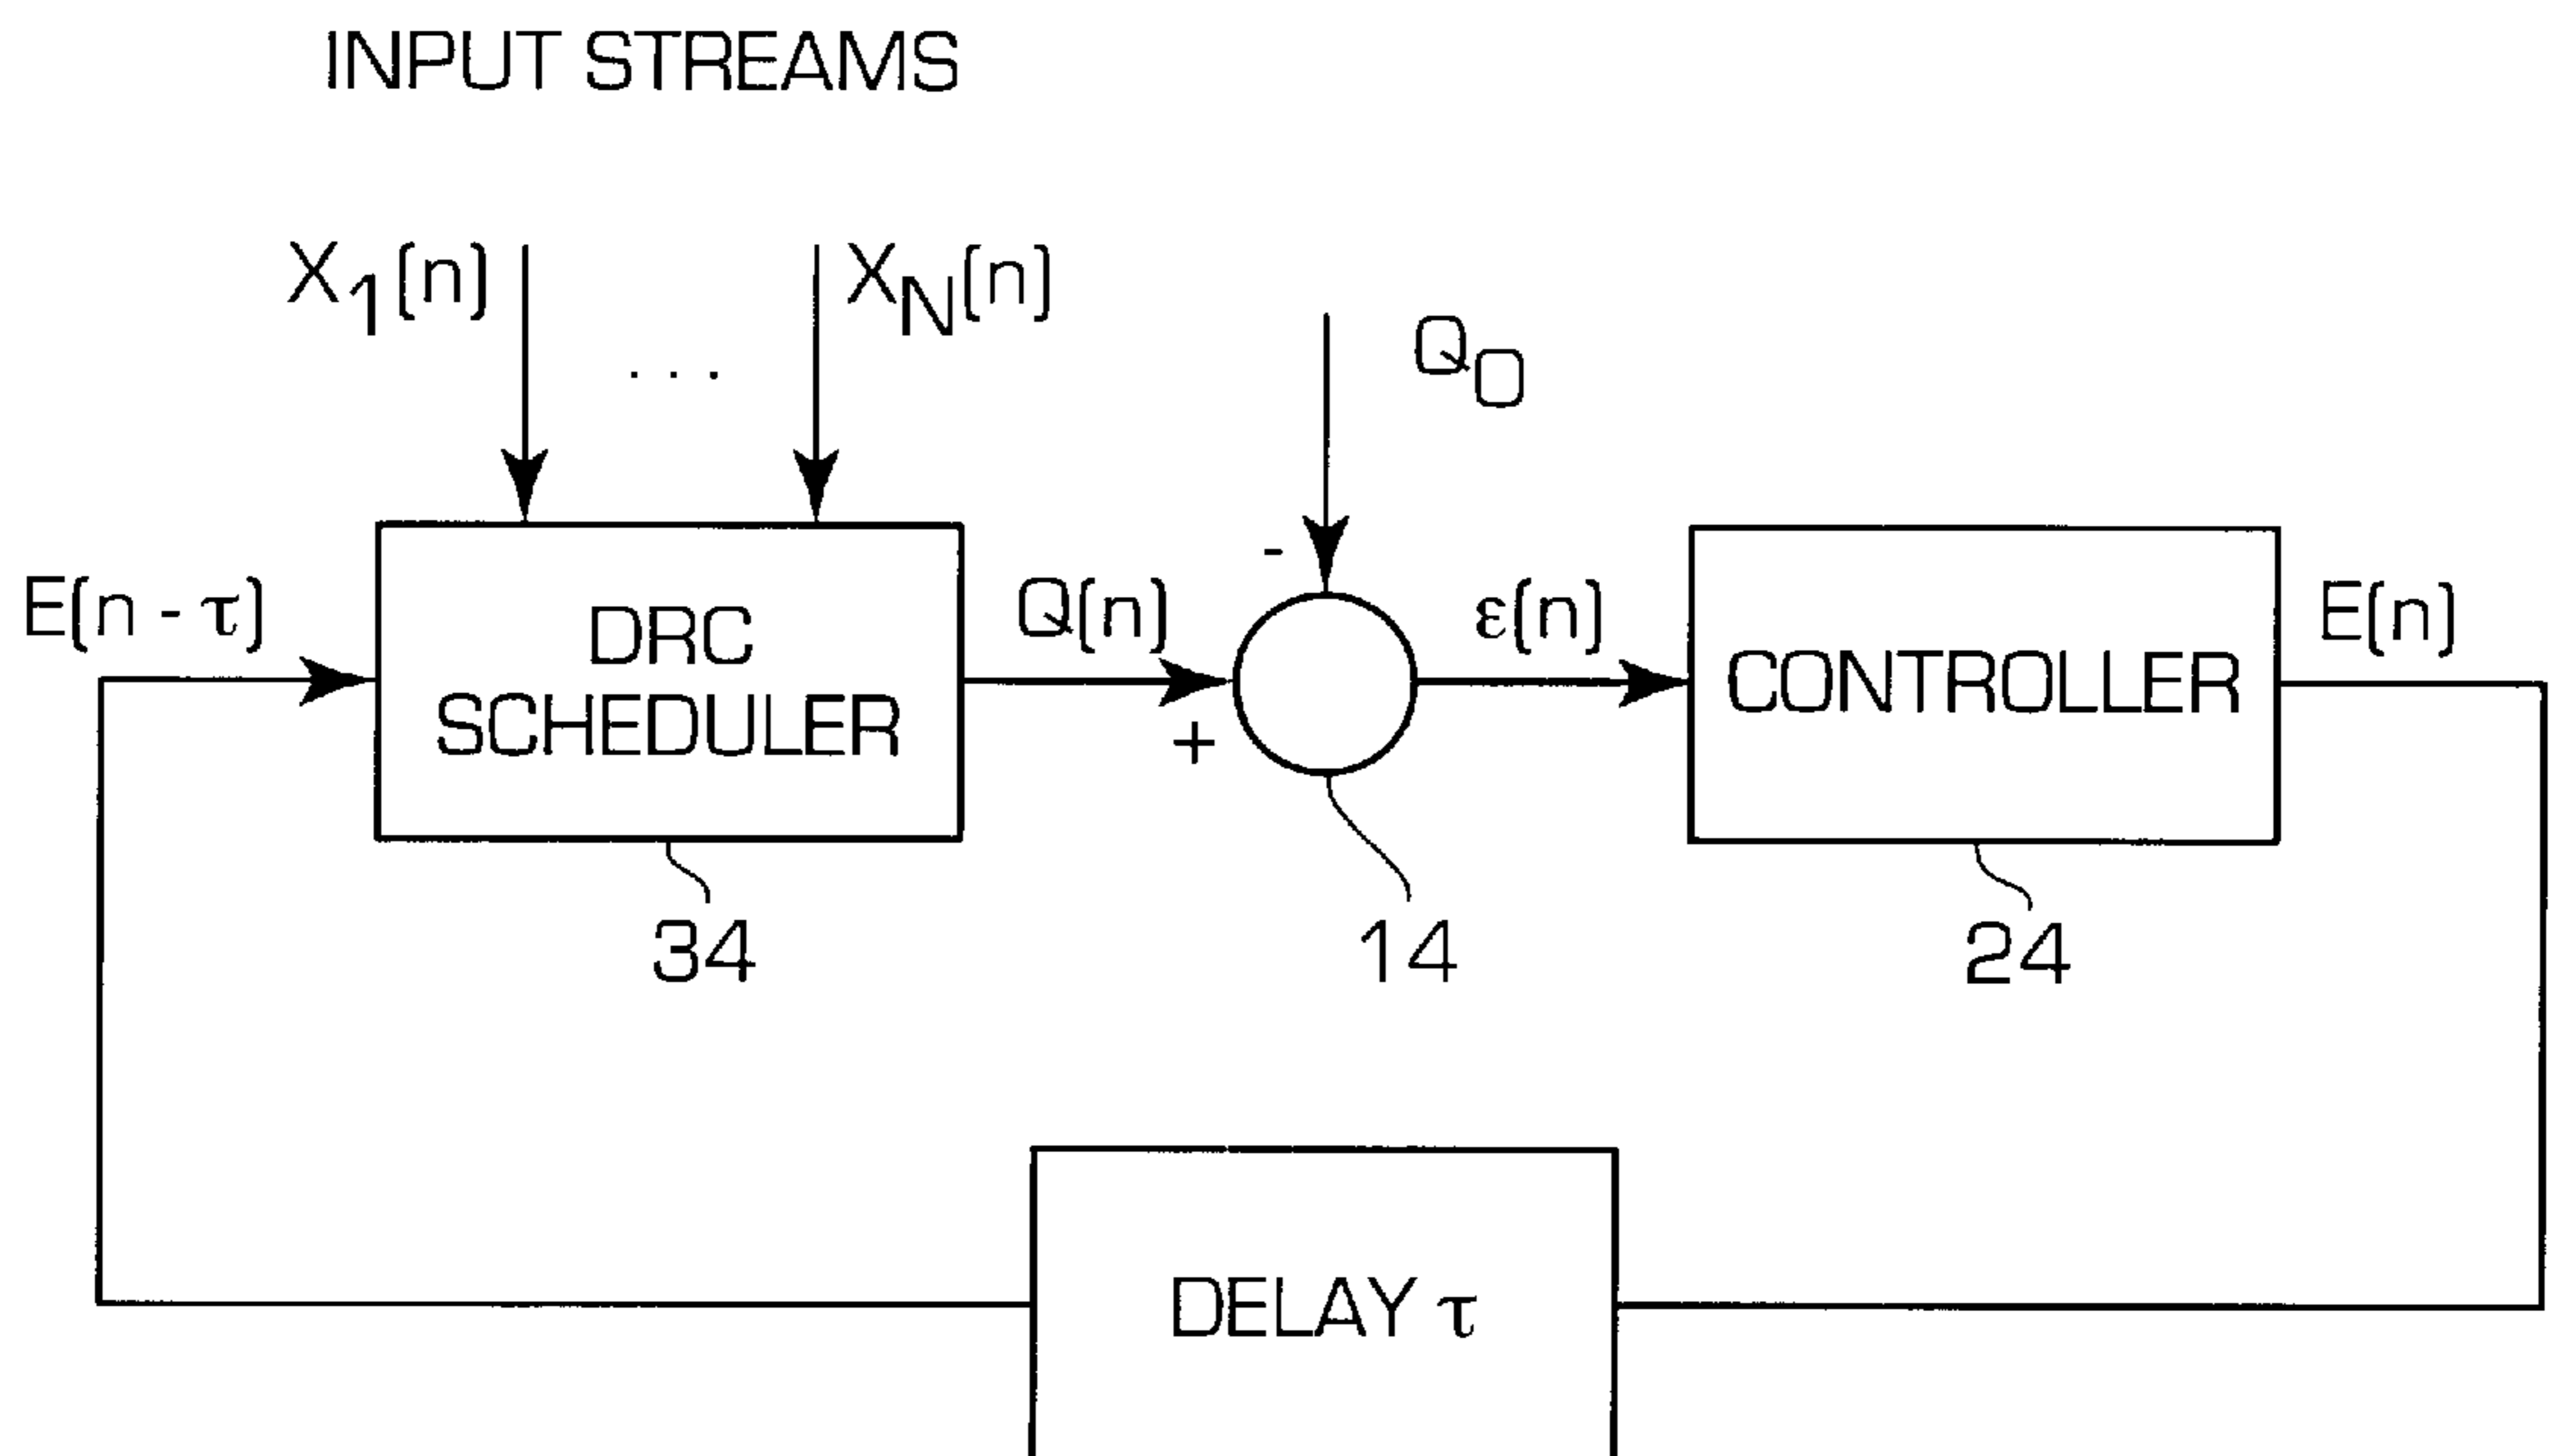 INPUT STREAMS
X1(n)
. . .
XN(n)
QO
E(n - τ)
DRC
SCHEDULER
Q(n)
-
+
ε(n)
CONTROLLER
E(n)
34
14
24
DELAY τ